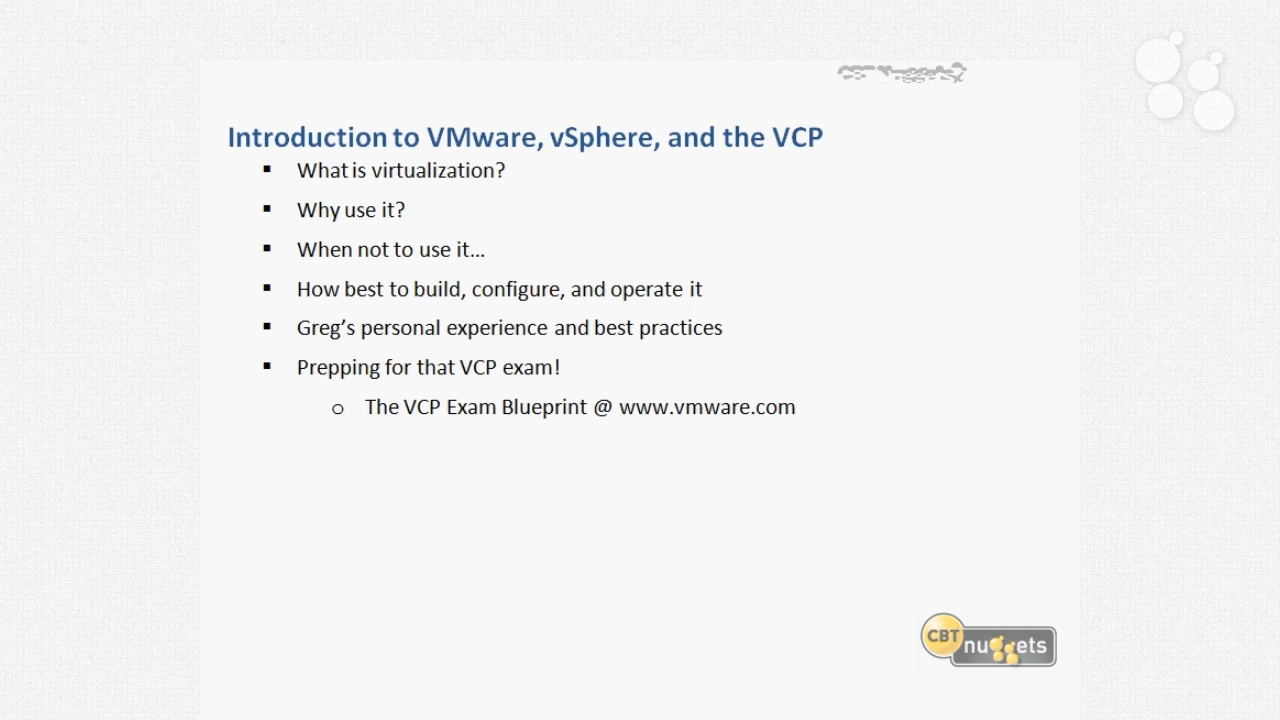 Introduction to VMware, vSphere, and the VCP
▪ What is virtualization?
▪ Why use it?
▪ When not to use it...
▪ How best to build, configure, and operate it
▪ Greg’s personal experience and best practices
▪ Prepping for that VCP exam!
o The VCP Exam Blueprint @ www.vmware.com
CBT nuggets